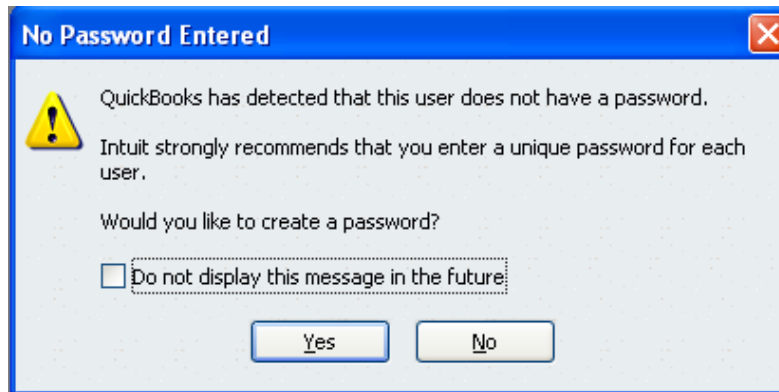 No Password Entered
QuickBooks has detected that this user does not have a password.
Intuit strongly recommends that you enter a unique password for each
user.
Would you like to create a password?
Do not display this message in the future
Yes No